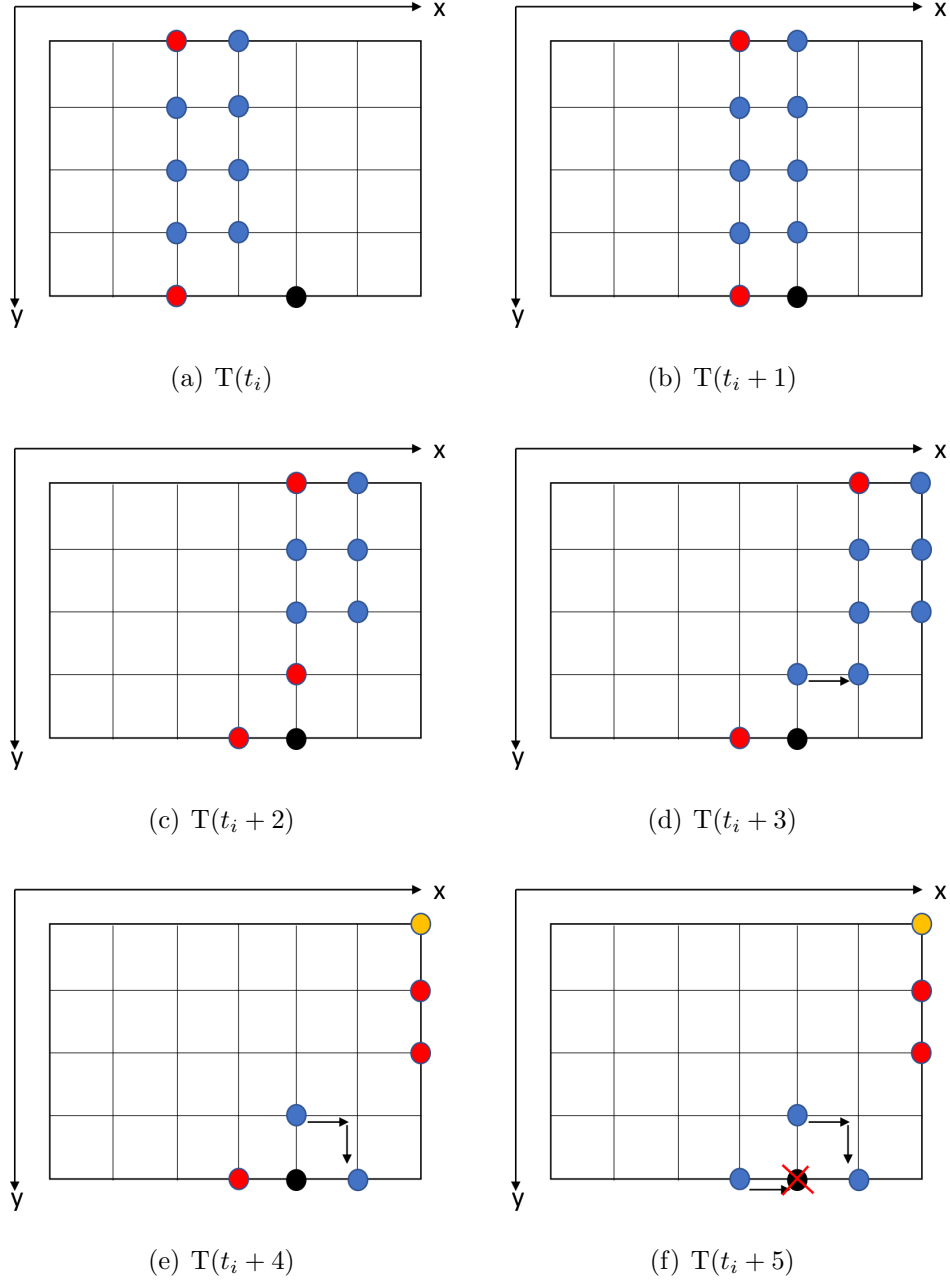 x
x
y
y
(a) T(t_i)
(b) T(t_i + 1)
x
x
y
y
(c) T(t_i + 2)
(d) T(t_i + 3)
x
x
y
y
(e) T(t_i + 4)
(f) T(t_i + 5)